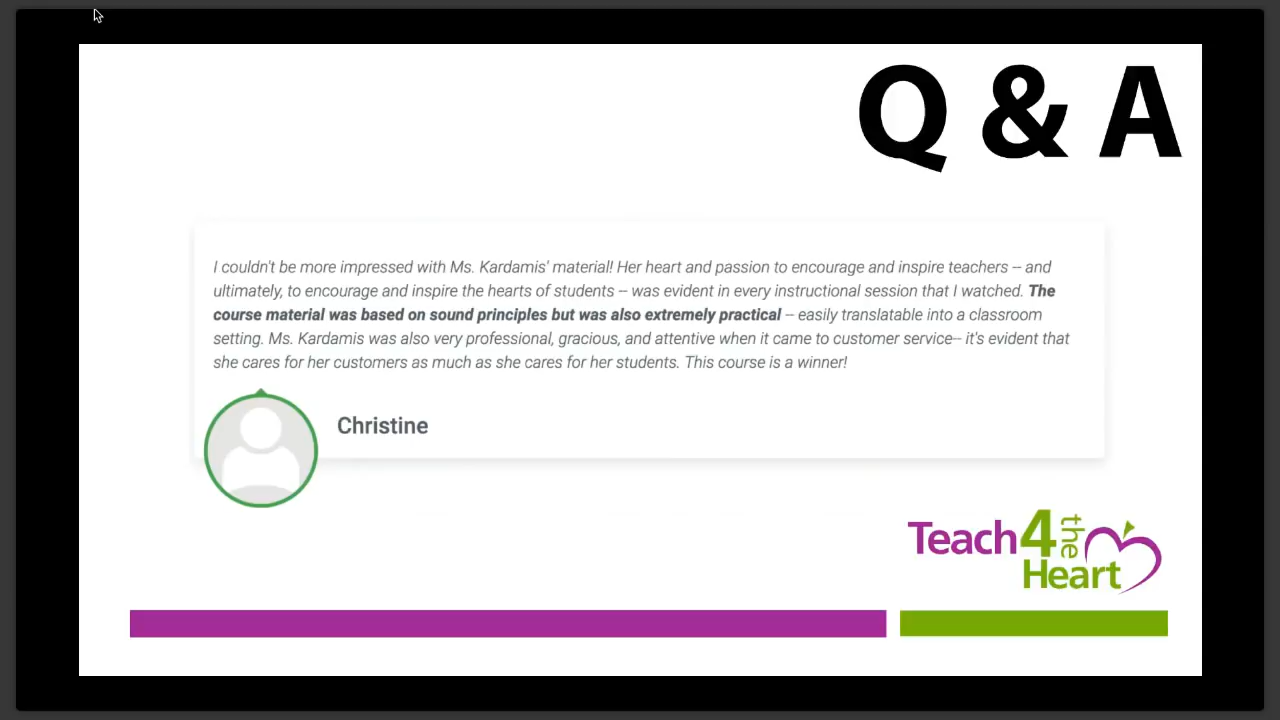 Q & A
I couldn't be more impressed with Ms. Kardamis' material! Her heart and passion to encourage and inspire teachers -- and
ultimately, to encourage and inspire the hearts of students -- was evident in every instructional session that I watched. The
course material was based on sound principles but was also extremely practical -- easily translatable into a classroom
setting. Ms. Kardamis was also very professional, gracious, and attentive when it came to customer service-- it's evident that
she cares for her customers as much as she cares for her students. This course is a winner!
Christine
Teach 4 the
Heart